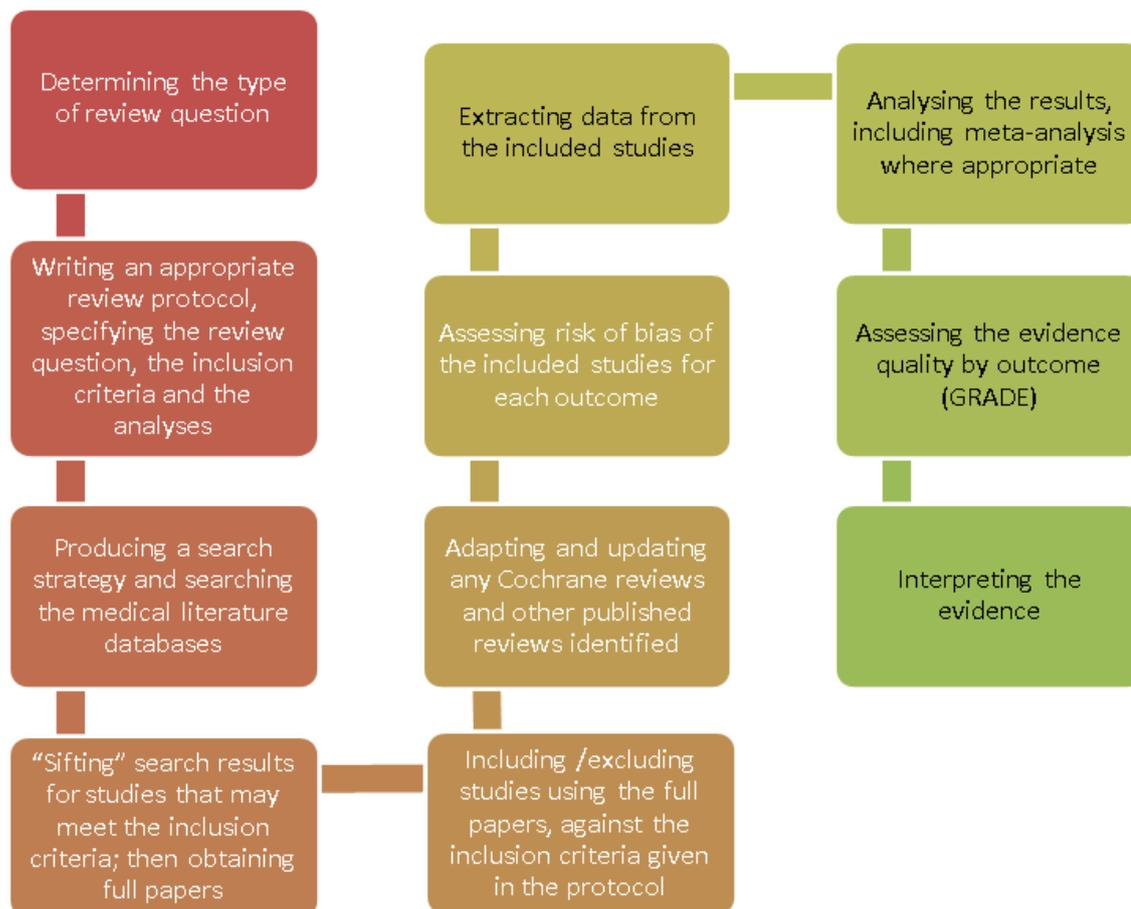 Determining the type
of review question
Writing an appropriate
review protocol,
specifying the review
question, the inclusion
criteria and the
analyses
Producing a search
strategy and searching
the medical literature
databases
“Sifting” search results
for studies that may
meet the inclusion
criteria; then obtaining
full papers
Including /excluding
studies using the full
papers, against the
inclusion criteria given
in the protocol
Adapting and updating
any Cochrane reviews
and other published
reviews identified
Assessing risk of bias of
the included studies for
each outcome
Extracting data from
the included studies
Analysing the results,
including meta-analysis
where appropriate
Assessing the evidence
quality by outcome
(GRADE)
Interpreting the
evidence